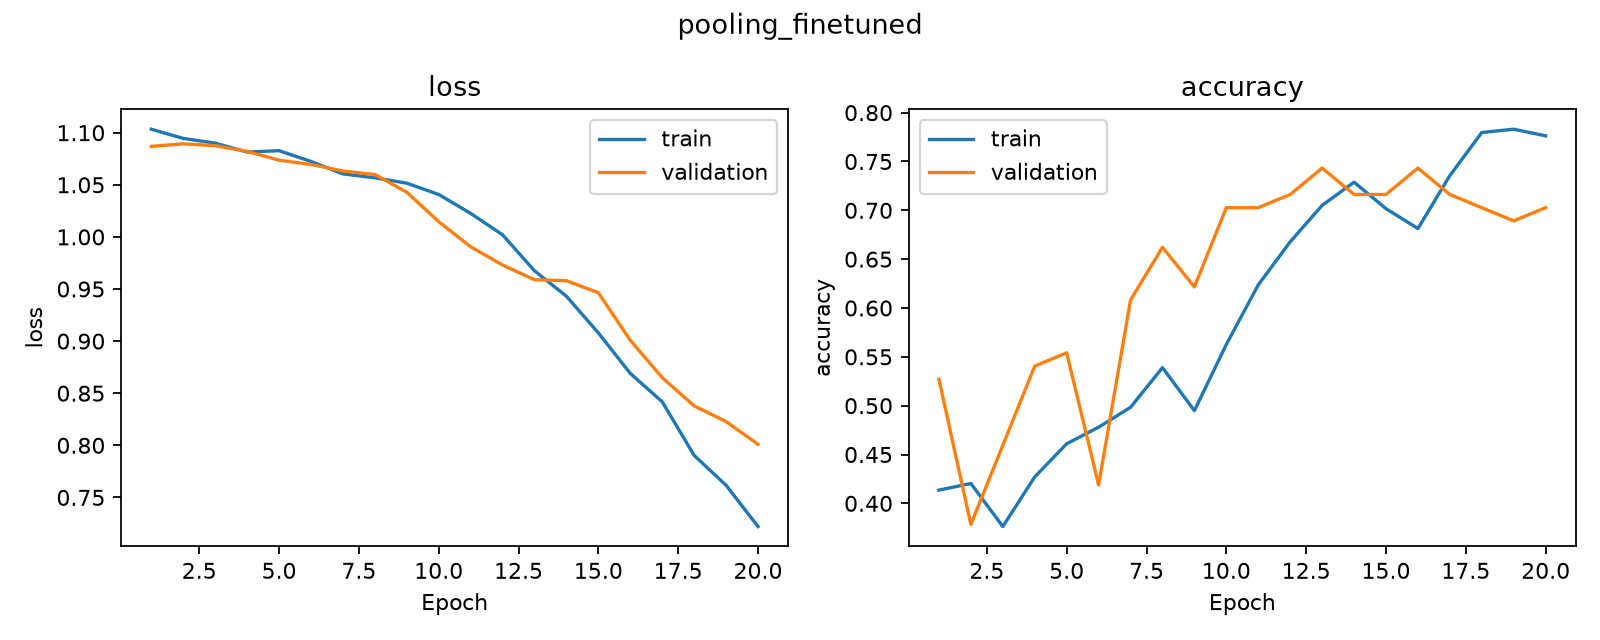 pooling_finetuned
loss
1.10
1.05
1.00
0.95
0.90
0.85
0.80
0.75
loss
train
validation
2.5 5.0 7.5 10.0 12.5 15.0 17.5 20.0
Epoch
accuracy
0.80
0.75
0.70
0.65
0.60
0.55
0.50
0.45
0.40
accuracy
train
validation
2.5 5.0 7.5 10.0 12.5 15.0 17.5 20.0
Epoch